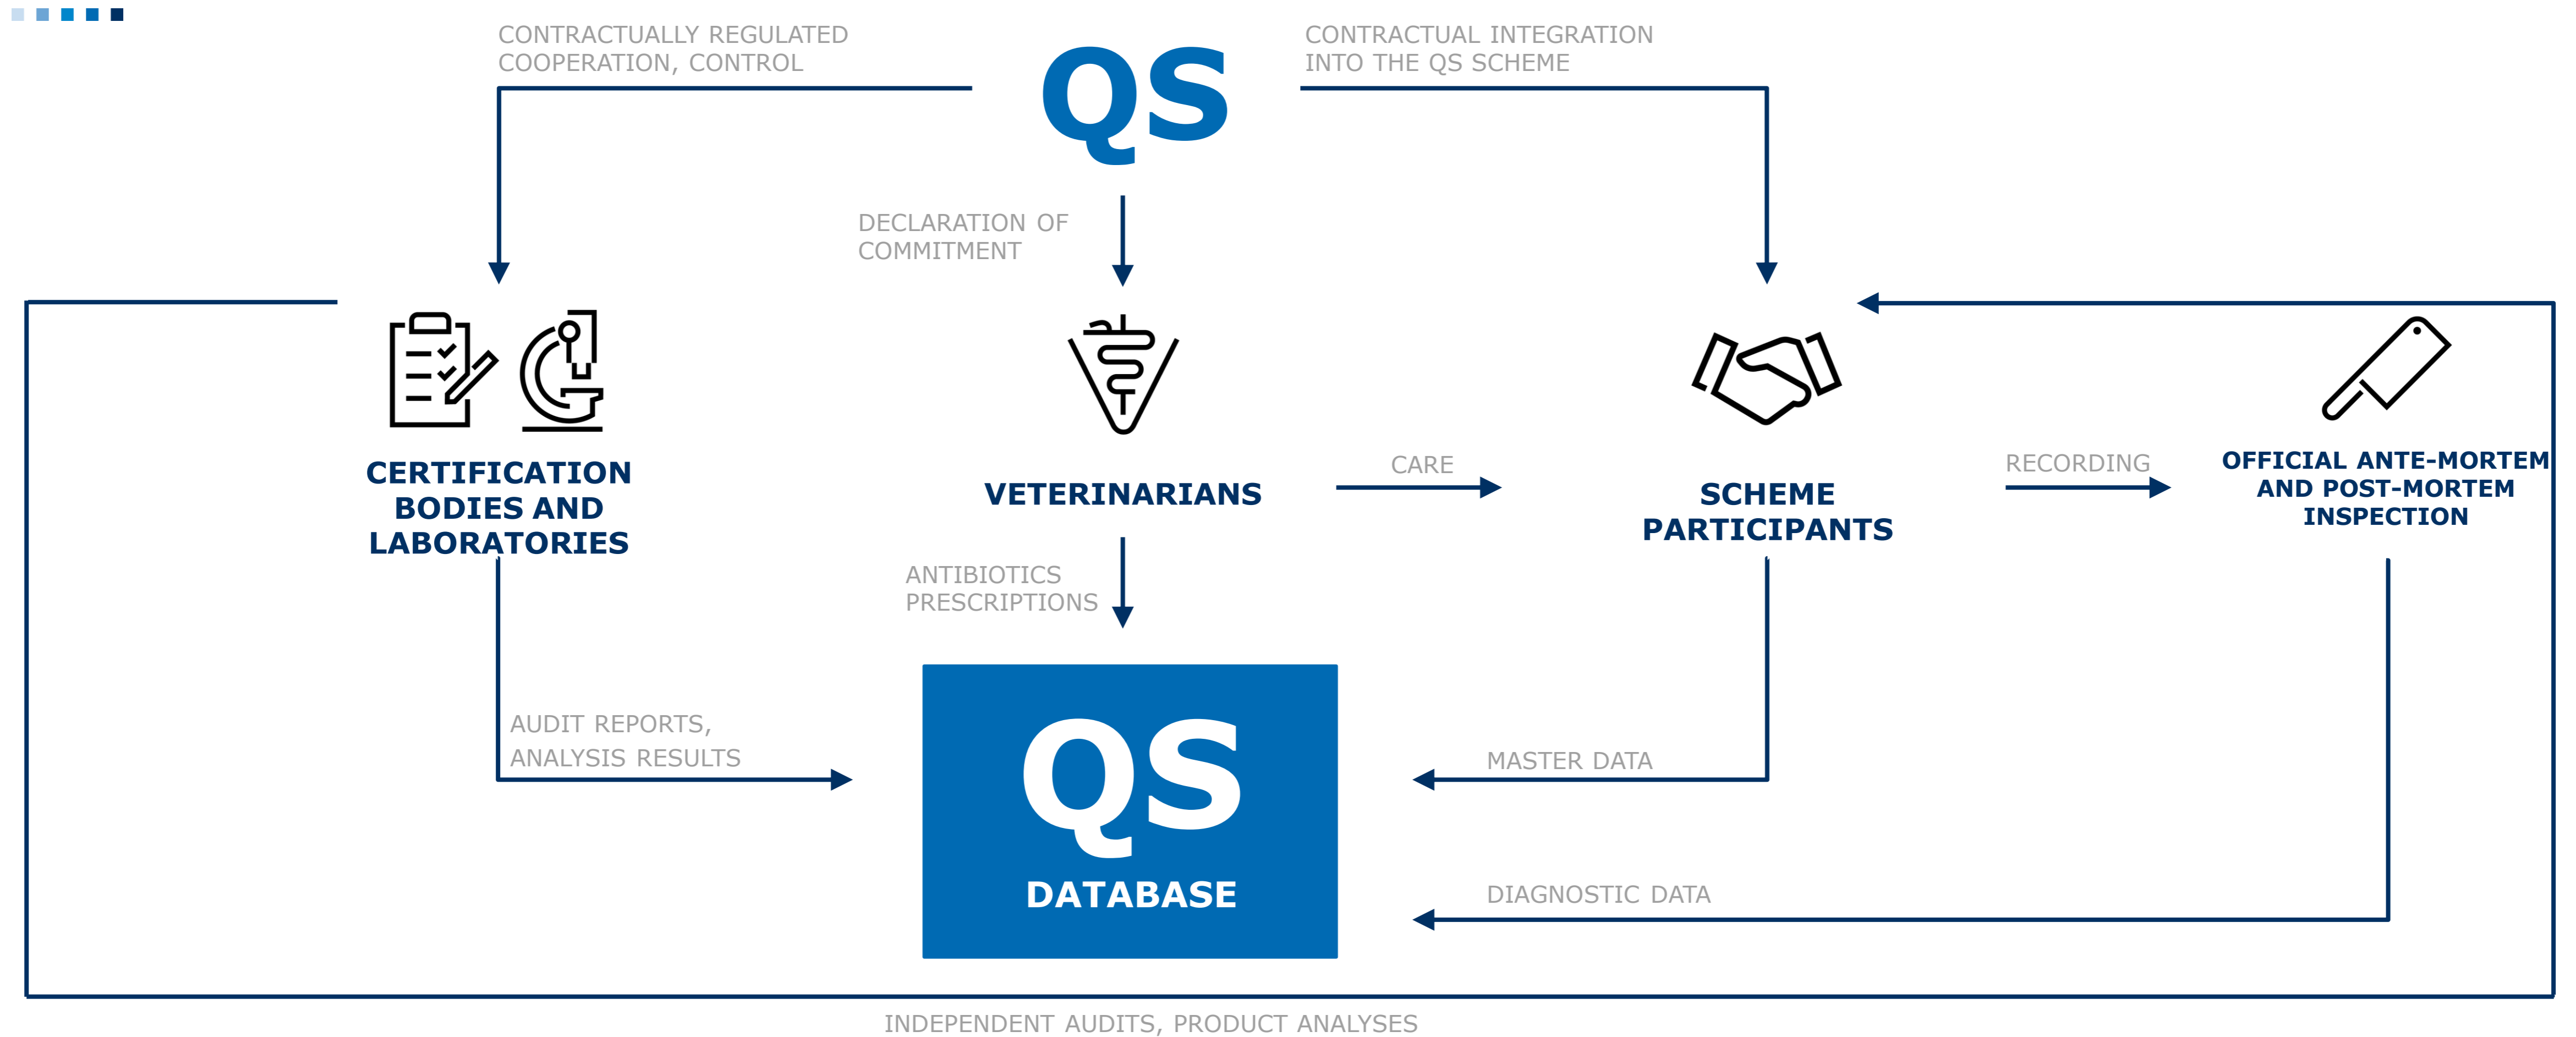 CONTRACTUALLY REGULATED
COOPERATION, CONTROL
QS
CONTRACTUAL INTEGRATION
INTO THE QS SCHEME
DECLARATION OF
COMMITMENT
CERTIFICATION
BODIES AND
LABORATORIES
VETERINARIANS
CARE
SCHEME
PARTICIPANTS
RECORDING
OFFICIAL ANTE-MORTEM
AND POST-MORTEM
INSPECTION
ANTIBIOTICS
PRESCRIPTIONS
AUDIT REPORTS,
ANALYSIS RESULTS
QS
DATABASE
MASTER DATA
DIAGNOSTIC DATA
INDEPENDENT AUDITS, PRODUCT ANALYSES